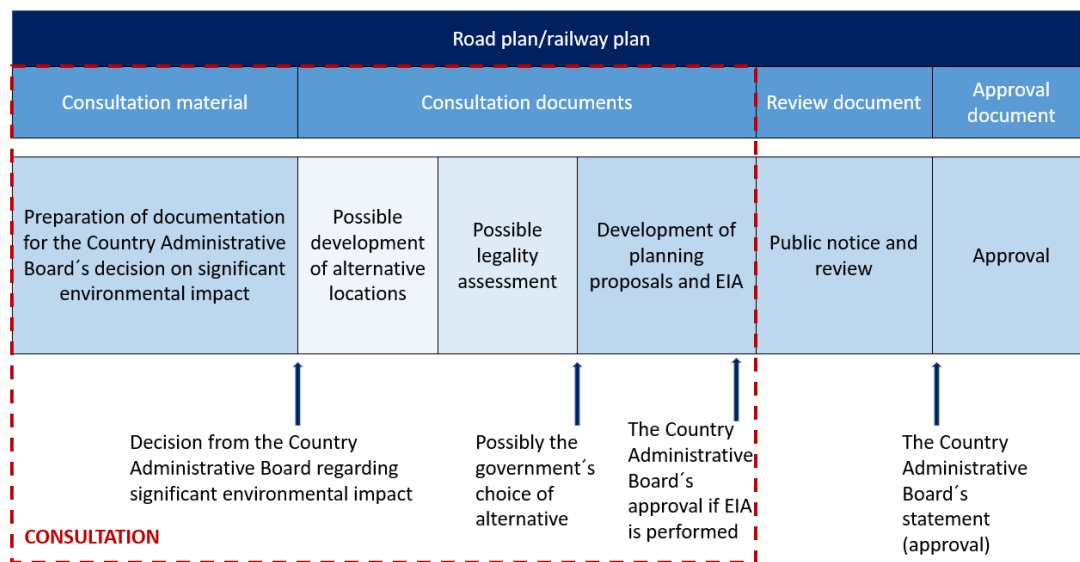 Road plan/railway plan
Consultation material
Consultation documents
Review document
Approval
document
Preparation of documentation
for the Country Administrative
Board´s decision on significant
environmental impact
Possible
development
of alternative
locations
Possible
legality
assessment
Development of
planning
proposals and EIA
Public notice and
review
Approval
Decision from the Country
Administrative Board regarding
significant environmental impact
Possibly the
government´s
choice of
alternative
The Country
Administrative
Board´s
approval if EIA
is performed
The Country
Administrative
Board´s
statement
(approval)
CONSULTATION